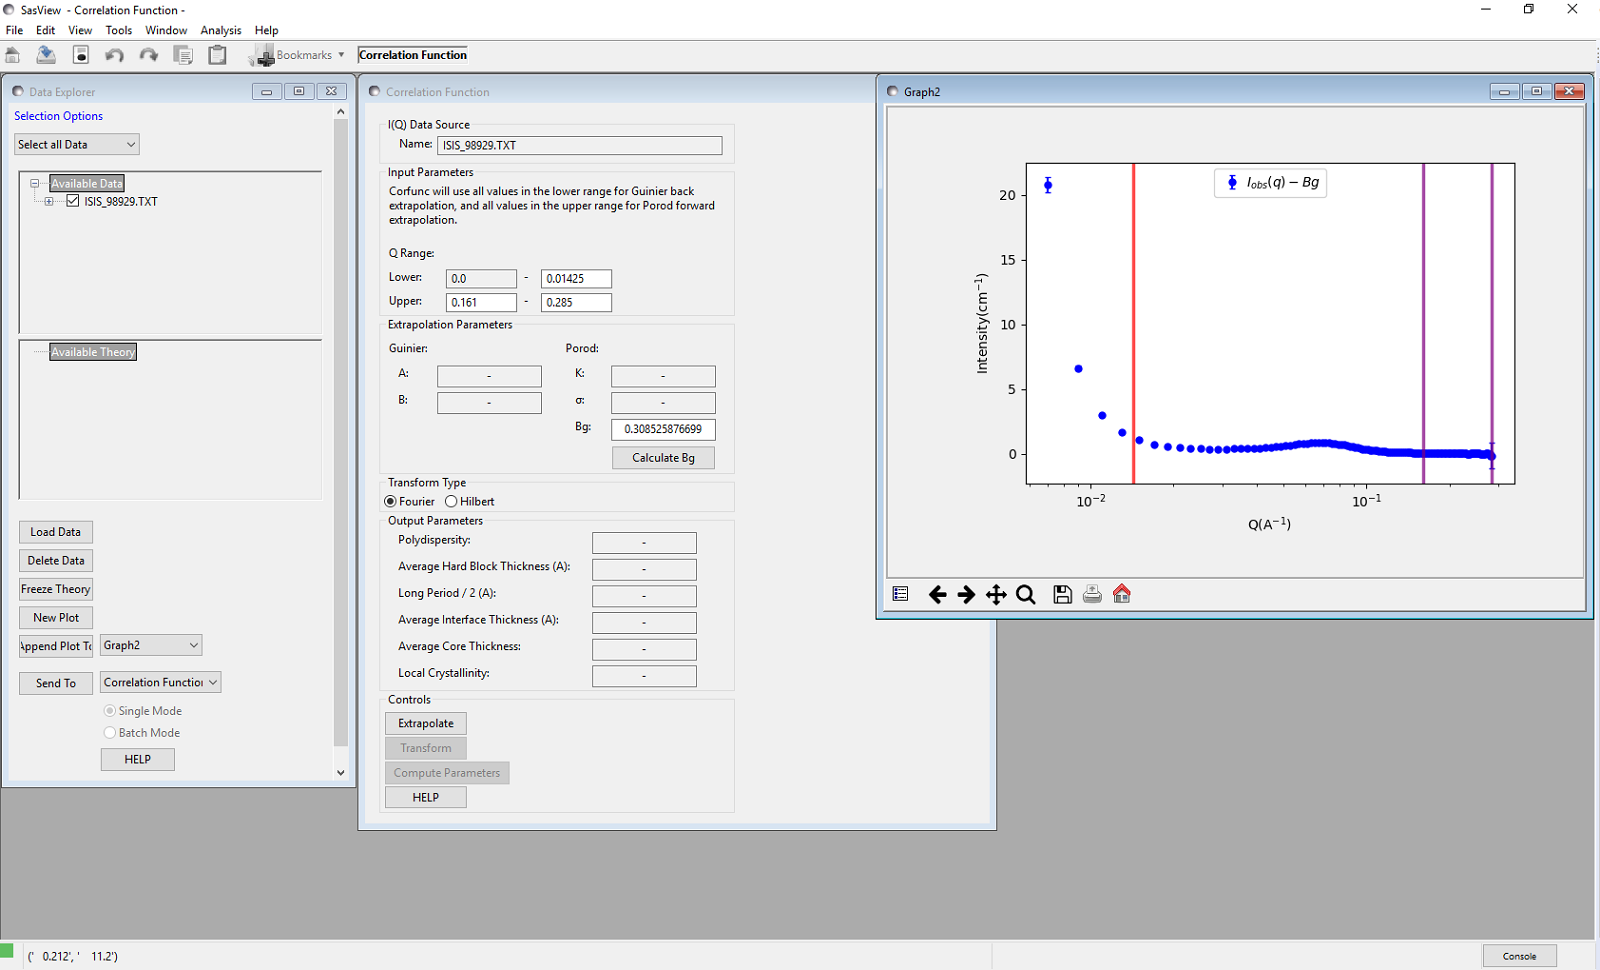 SasView - Correlation Function -
File Edit View Tools Window Analysis Help
Bookmarks Correlation Function
Data Explorer
Selection Options
Select all Data
Available Data
ISIS_98929.TXT
Available Theory
Load Data
Delete Data
Freeze Theory
New Plot
Append Plot To Graph2
Send To Correlation Function
Single Mode
Batch Mode
HELP
Correlation Function
I(Q) Data Source
Name: ISIS_98929.TXT
Input Parameters
Corfunc will use all values in the lower range for Guinier back
extrapolation, and all values in the upper range for Porod forward
extrapolation.
Q Range:
Lower: 0.0 - 0.01425
Upper: 0.161 - 0.285
Extrapolation Parameters
Guinier: Porod:
A: - K: -
B: - σ: -
Bg: 0.308525876699
Calculate Bg
Transform Type
Fourier Hilbert
Output Parameters
Polydispersity: -
Average Hard Block Thickness (A): -
Long Period / 2 (A): -
Average Interface Thickness (A): -
Average Core Thickness: -
Local Crystallinity: -
Controls
Extrapolate
Transform
Compute Parameters
HELP
Graph2
I_obs(q) − Bg
Intensity(cm⁻¹)
20
15
10
5
0
10⁻² 10⁻¹
Q(A⁻¹)
(' 0.212', ' 11.2')
Console